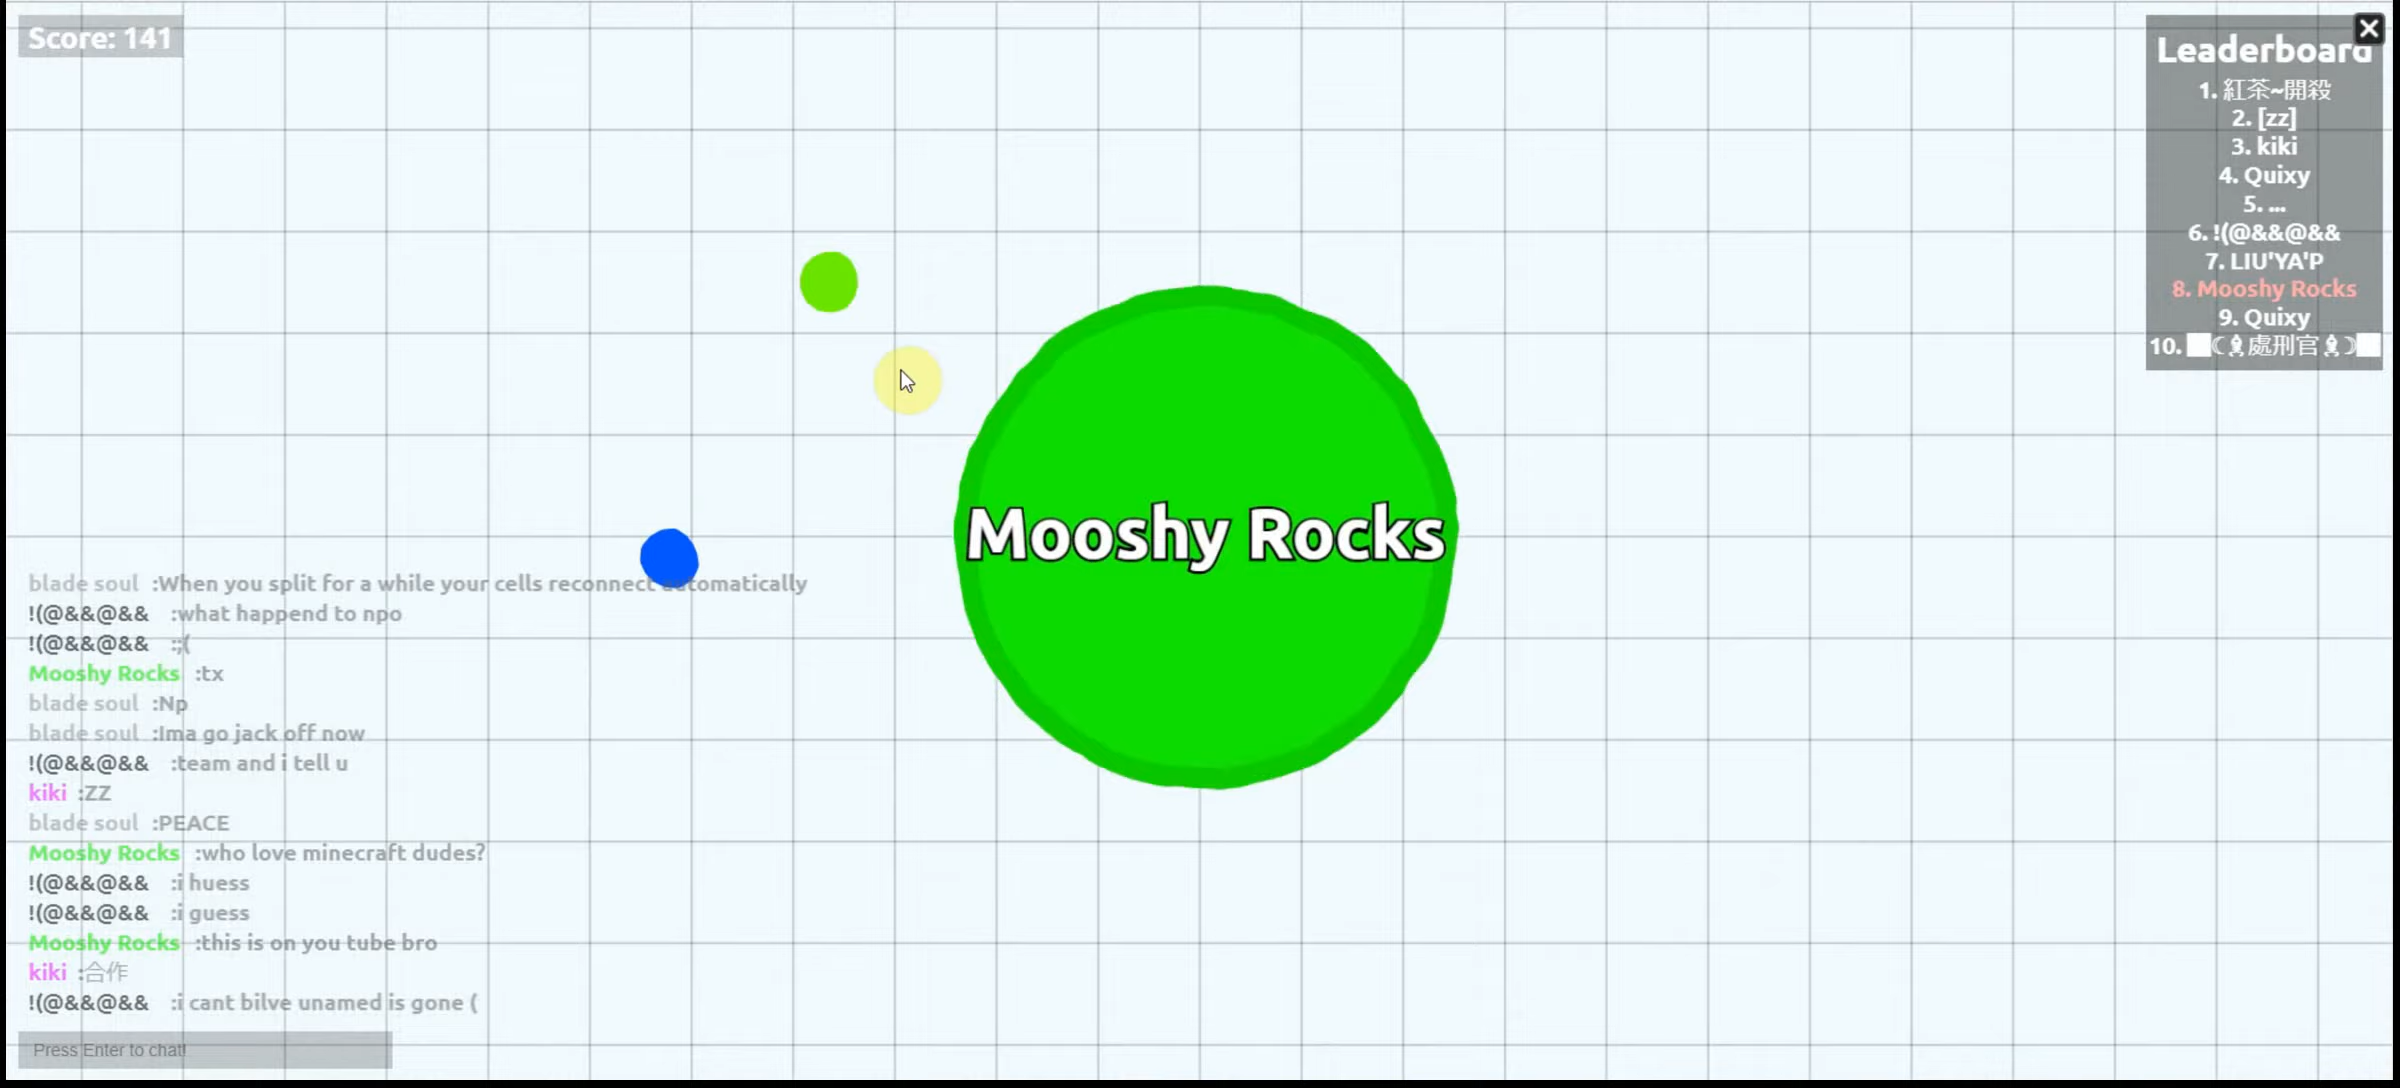 Score: 141
Leaderboard
1. 紅茶~開殺
2. [zz]
3. kiki
4. Quixy
5. ...
6. !(@&&@&&
7. LIU'YA'P
8. Mooshy Rocks
9. Quixy
10. 處刑官
Mooshy Rocks
blade soul :When you split for a while your cells reconnect automatically
!(@&&@&& :what happend to npo
!(@&&@&& :;(
Mooshy Rocks :tx
blade soul :Np
blade soul :Ima go jack off now
!(@&&@&& :team and i tell u
kiki :ZZ
blade soul :PEACE
Mooshy Rocks :who love minecraft dudes?
!(@&&@&& :i huess
!(@&&@&& :i guess
Mooshy Rocks :this is on you tube bro
kiki :合作
!(@&&@&& :i cant bilve unamed is gone (
Press Enter to chat!